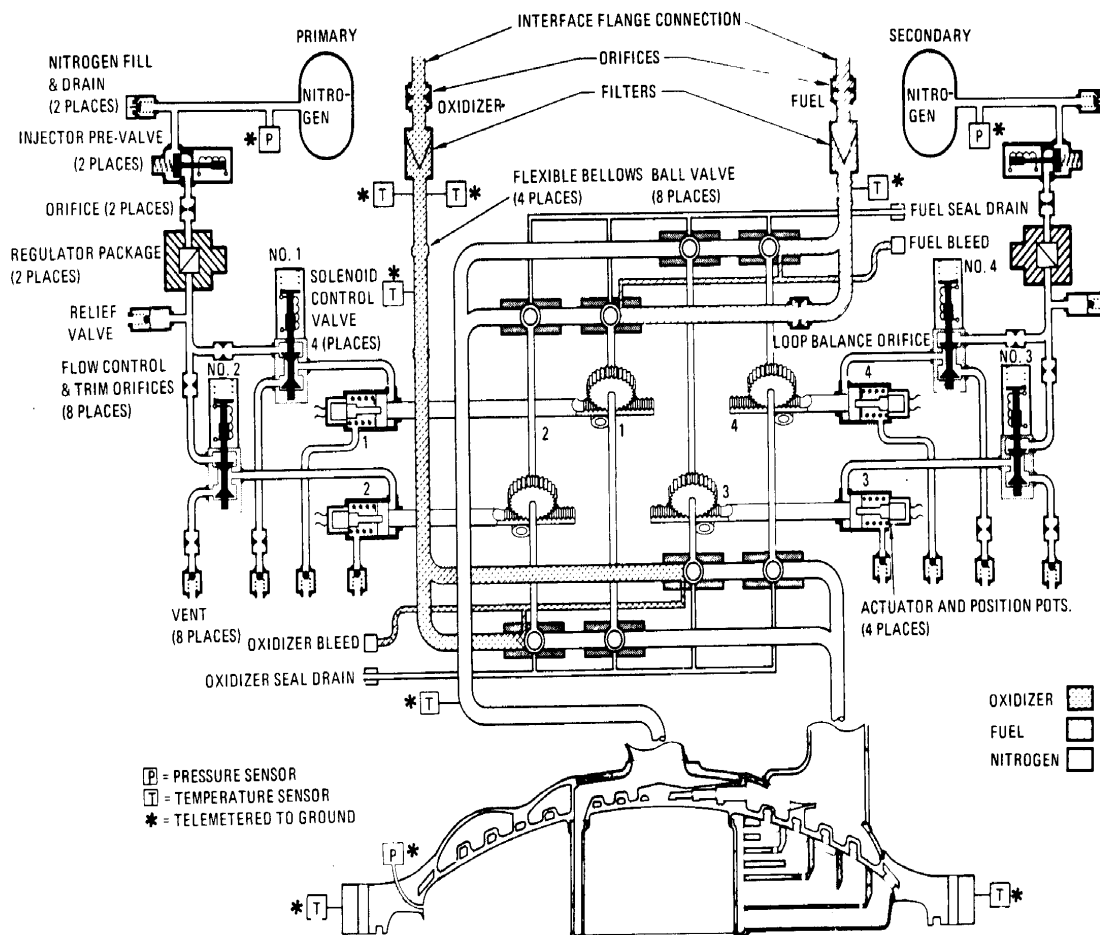 INTERFACE FLANGE CONNECTION
PRIMARY
SECONDARY
NITROGEN FILL
& DRAIN
(2 PLACES)
NITRO-
GEN
ORIFICES
OXIDIZER
FUEL
FILTERS
NITRO-
GEN
* P
P *
INJECTOR PRE-VALVE
(2 PLACES)
* T
T *
T *
FLEXIBLE BELLOWS
(4 PLACES)
BALL VALVE
(8 PLACES)
ORIFICE (2 PLACES)
FUEL SEAL DRAIN
FUEL BLEED
REGULATOR PACKAGE
(2 PLACES)
NO. 1
SOLENOID
CONTROL
VALVE
4 (PLACES)
*
T
NO. 4
RELIEF
VALVE
LOOP BALANCE ORIFICE
FLOW CONTROL
& TRIM ORIFICES
(8 PLACES)
NO. 2
NO. 3
1
2
1
4
4
2
3
3
VENT
(8 PLACES)
ACTUATOR AND POSITION POTS.
(4 PLACES)
OXIDIZER BLEED
OXIDIZER SEAL DRAIN
* T
OXIDIZER
FUEL
NITROGEN
P = PRESSURE SENSOR
T = TEMPERATURE SENSOR
* = TELEMETERED TO GROUND
P *
* T
T *